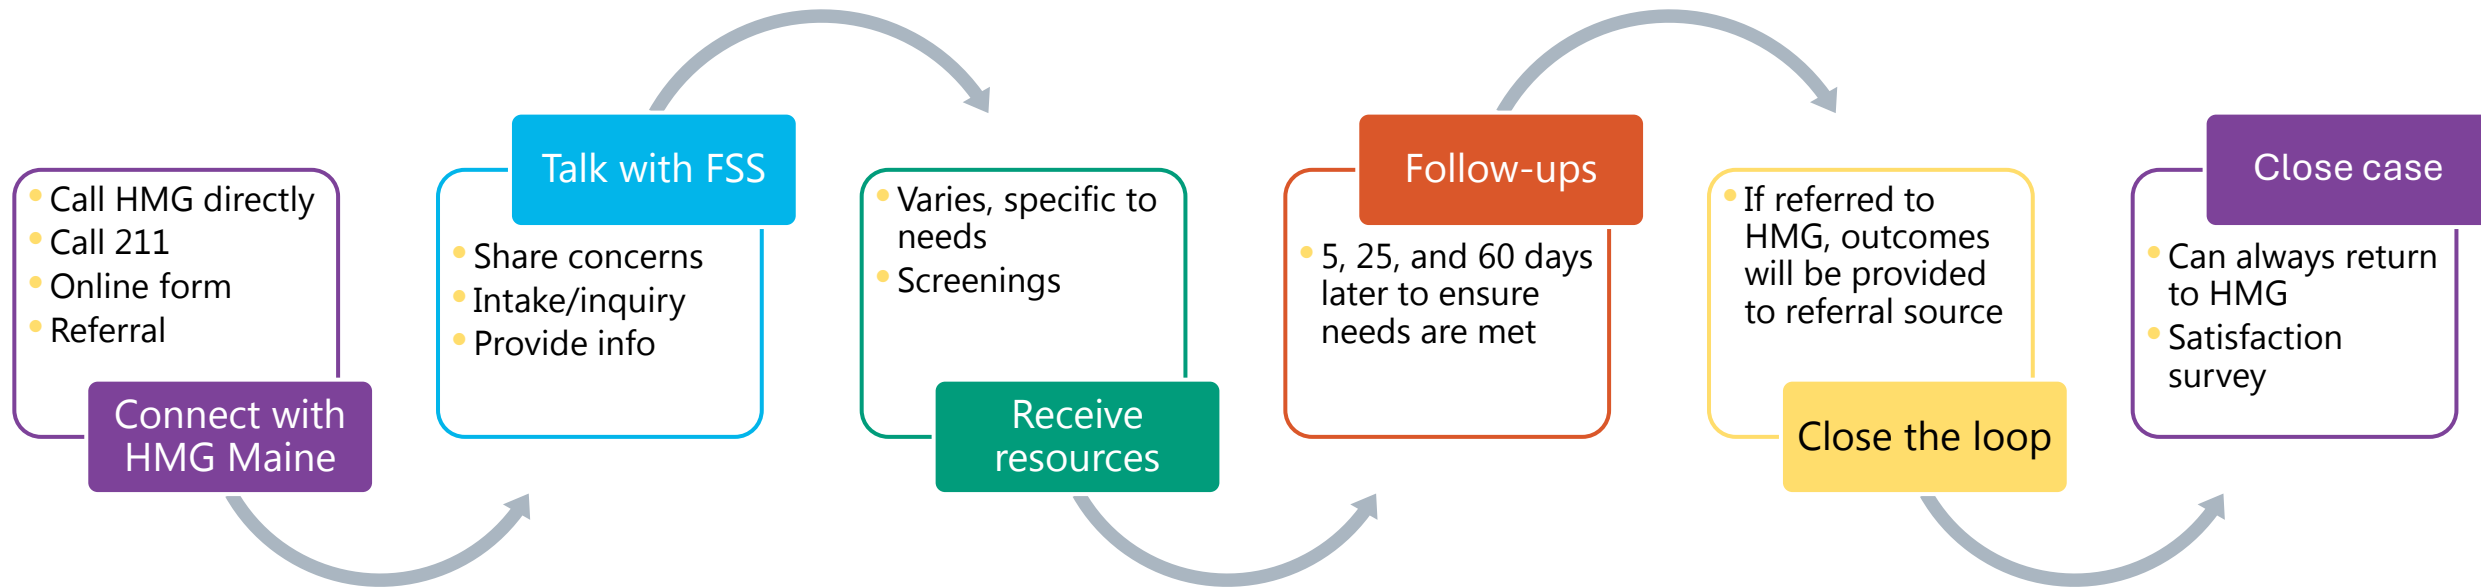 • Call HMG directly
• Call 211
• Online form
• Referral
Connect with
HMG Maine
Talk with FSS
• Share concerns
• Intake/inquiry
• Provide info
• Varies, specific to
needs
• Screenings
Receive
resources
Follow-ups
• 5, 25, and 60 days
later to ensure
needs are met
• If referred to
HMG, outcomes
will be provided
to referral source
Close the loop
Close case
• Can always return
to HMG
• Satisfaction
survey